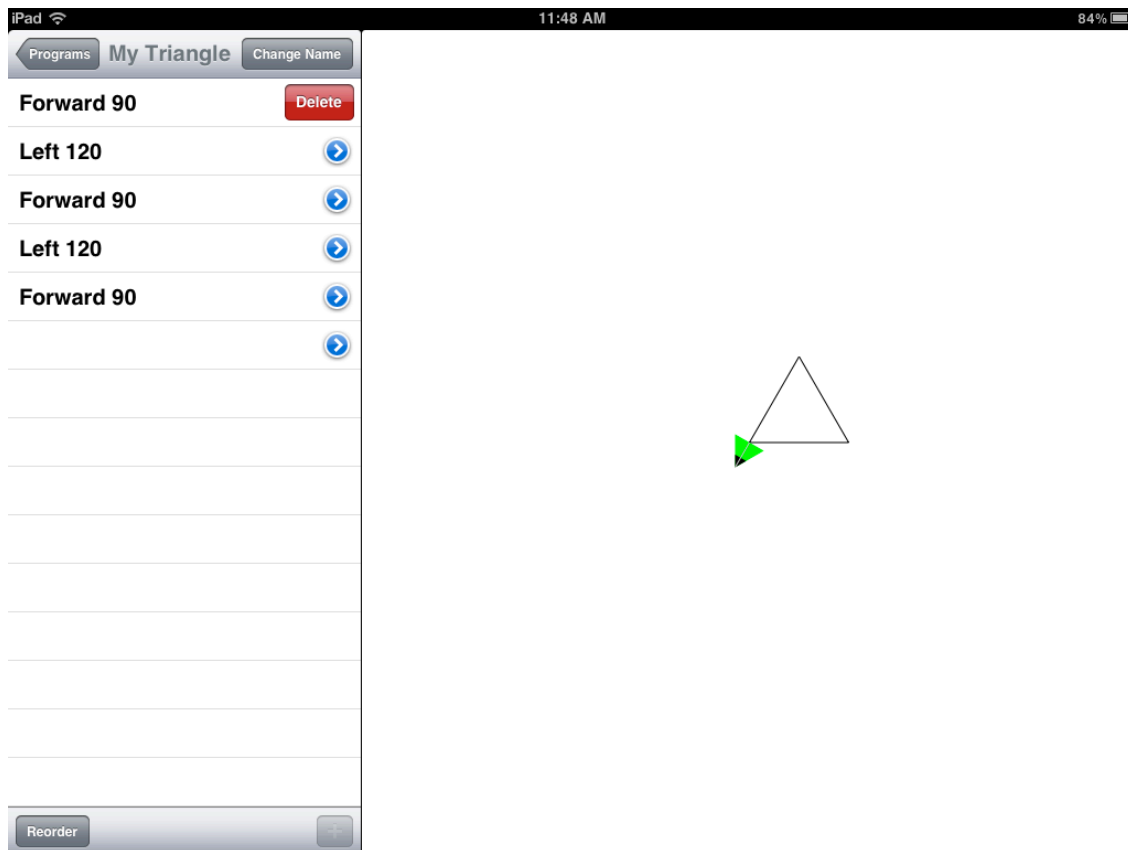 iPad 11:48 AM 84%
Programs My Triangle Change Name
Forward 90 Delete
Left 120
Forward 90
Left 120
Forward 90
Reorder +